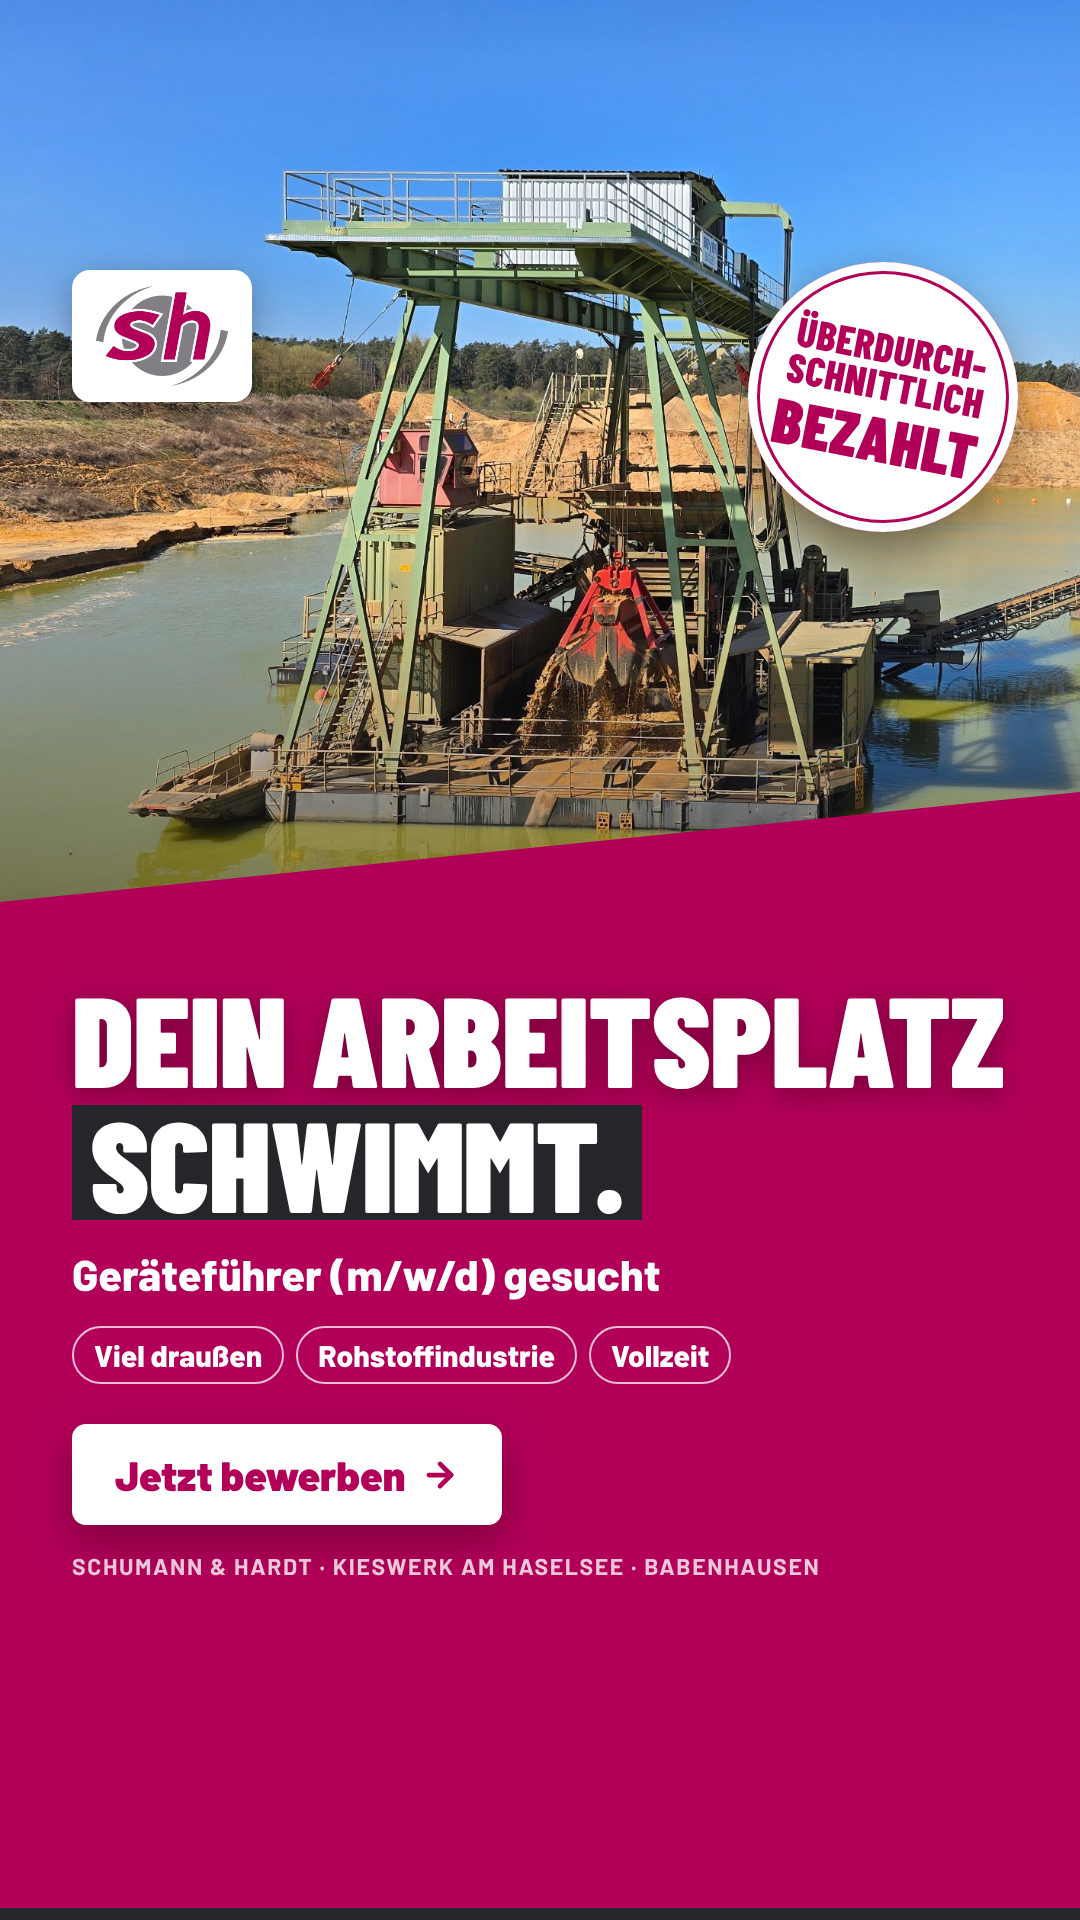 sh
ÜBERDURCH-
SCHNITTLICH
BEZAHLT
DEIN ARBEITSPLATZ
SCHWIMMT.
Geräteführer (m/w/d) gesucht
Viel draußen
Rohstoffindustrie
Vollzeit
Jetzt bewerben →
SCHUMANN & HARDT · KIESWERK AM HASELSEE · BABENHAUSEN